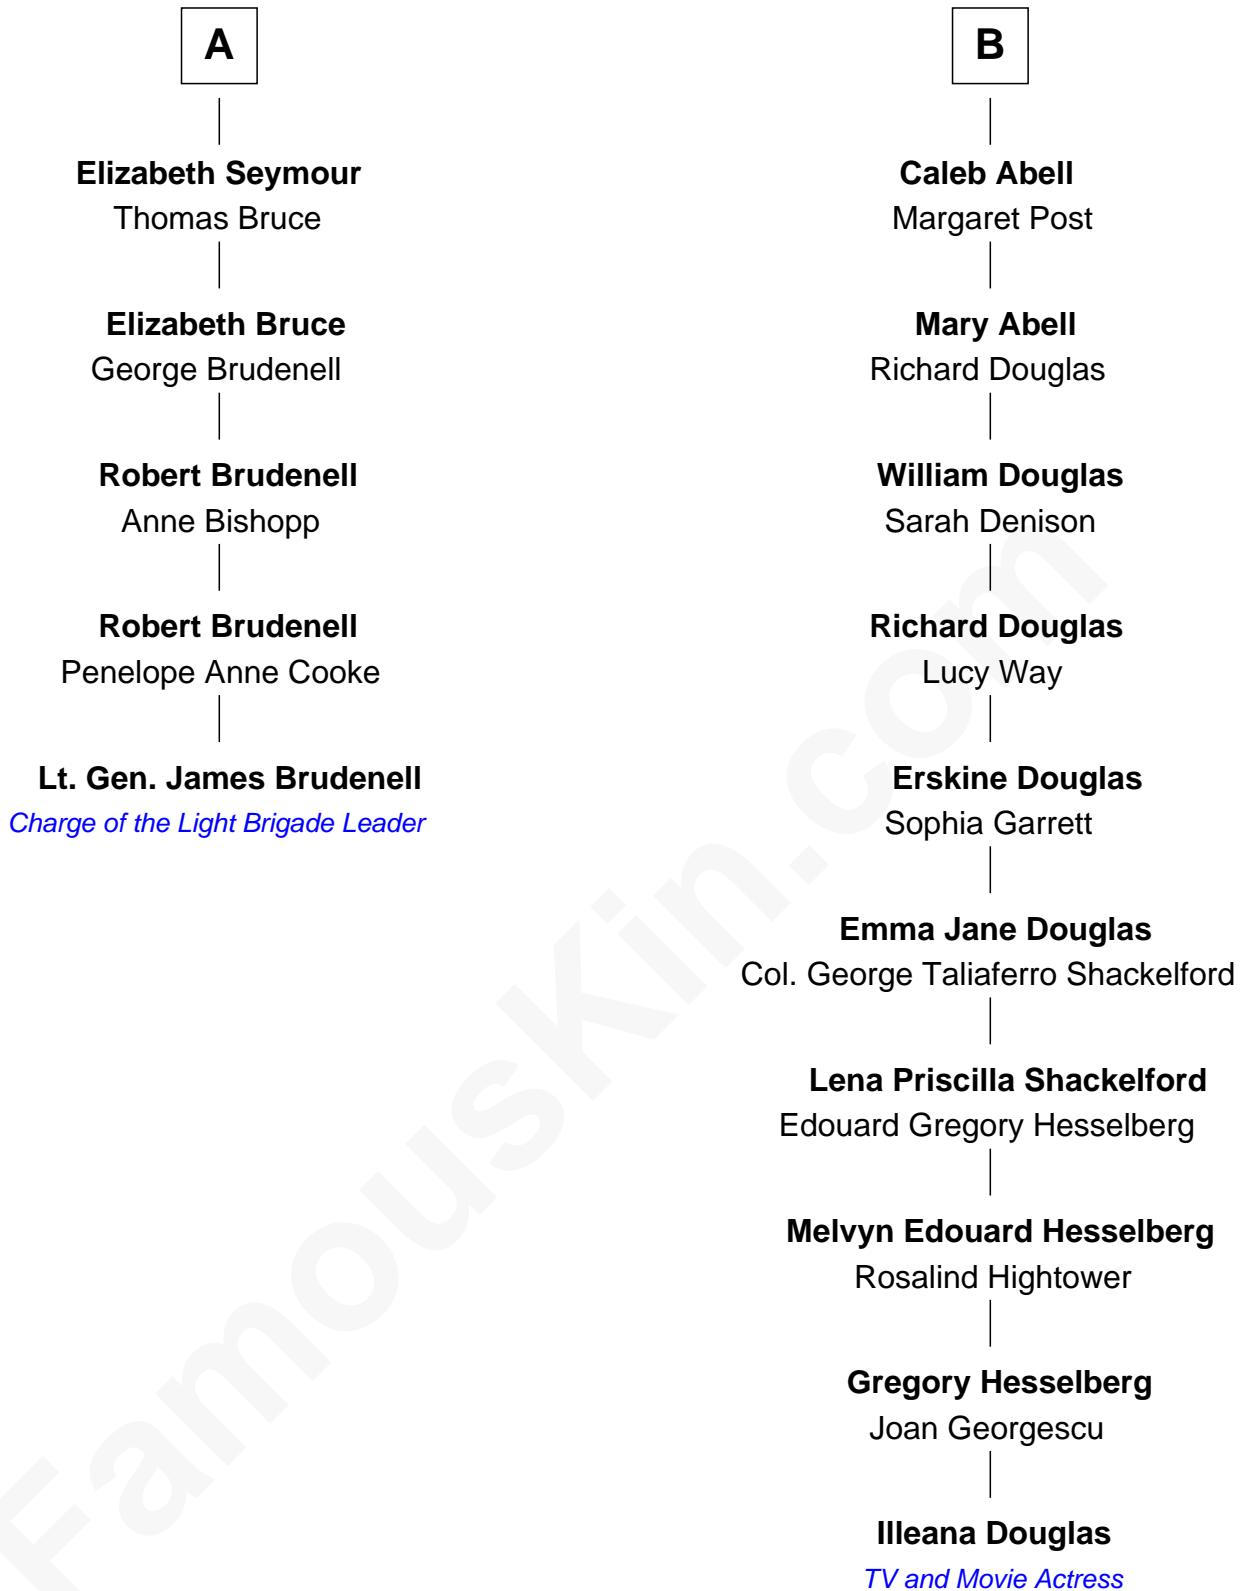 A
Elizabeth Seymour
Thomas Bruce
Elizabeth Bruce
George Brudenell
Robert Brudenell
Anne Bishopp
Robert Brudenell
Penelope Anne Cooke
Lt. Gen. James Brudenell
Charge of the Light Brigade Leader
B
Caleb Abell
Margaret Post
Mary Abell
Richard Douglas
William Douglas
Sarah Denison
Richard Douglas
Lucy Way
Erskine Douglas
Sophia Garrett
Emma Jane Douglas
Col. George Taliaferro Shackelford
Lena Priscilla Shackelford
Edouard Gregory Hesselberg
Melvyn Edouard Hesselberg
Rosalind Hightower
Gregory Hesselberg
Joan Georgescu
Illeana Douglas
TV and Movie Actress
FamousKin.com